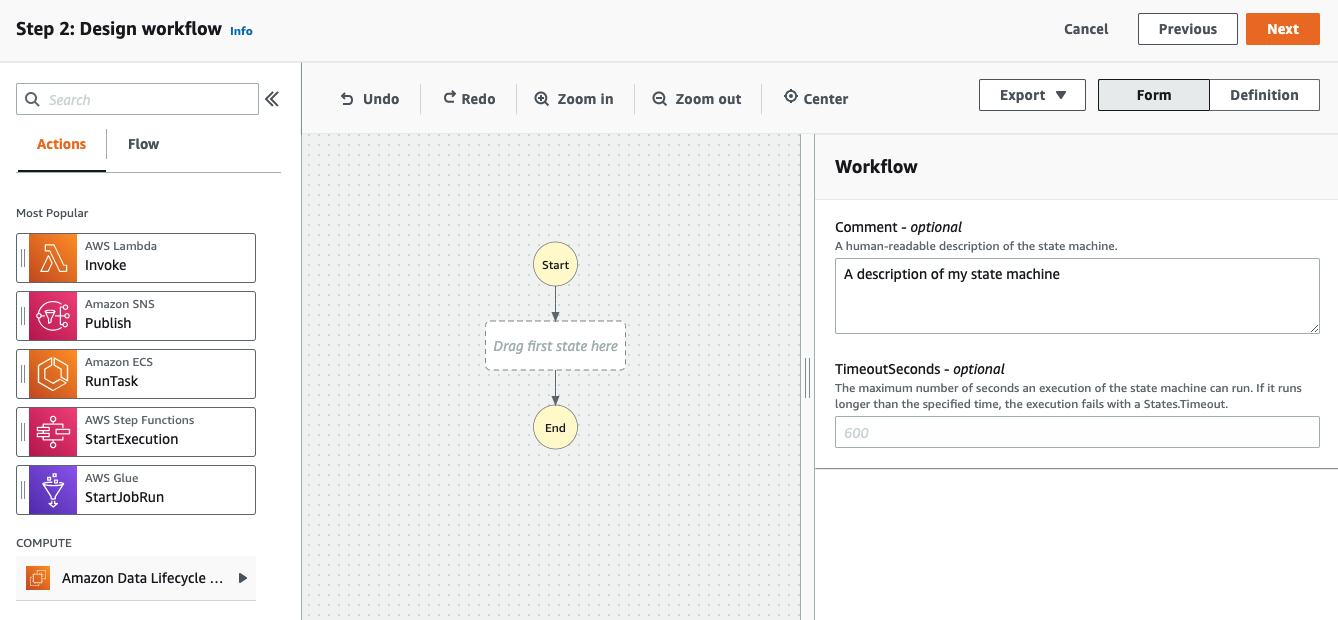 Step 2: Design workflow Info
Cancel
Previous
Next
Search
Actions
Flow
Most Popular
AWS Lambda
Invoke
Amazon SNS
Publish
Amazon ECS
RunTask
AWS Step Functions
StartExecution
AWS Glue
StartJobRun
COMPUTE
Amazon Data Lifecycle ...
Undo
Redo
Zoom in
Zoom out
Center
Export
Form
Definition
Start
Drag first state here
End
Workflow
Comment - optional
A human-readable description of the state machine.
A description of my state machine
TimeoutSeconds - optional
The maximum number of seconds an execution of the state machine can run. If it runs
longer than the specified time, the execution fails with a States.Timeout.
600